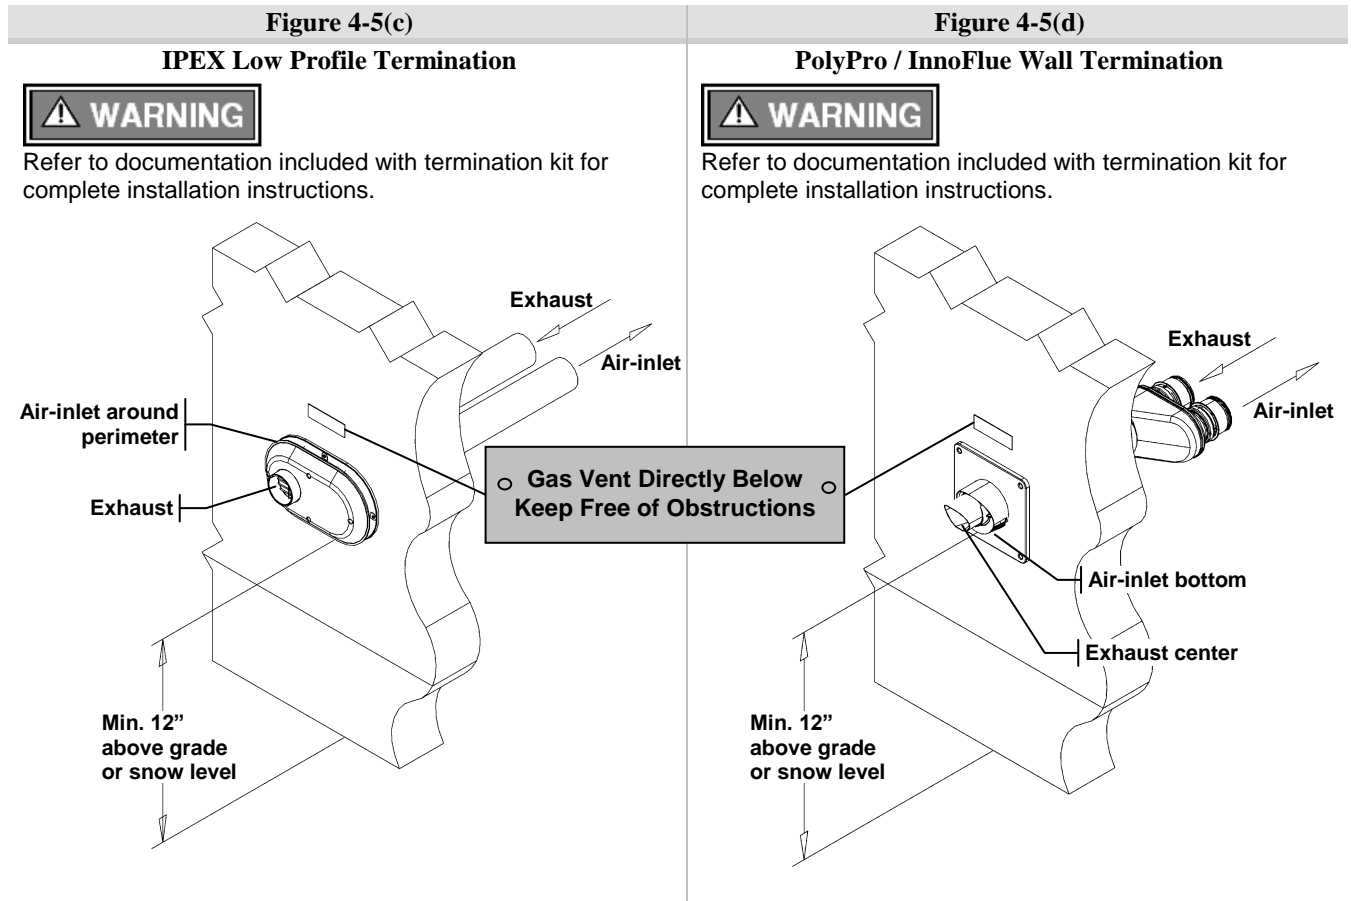 Figure 4-5(c)
IPEX Low Profile Termination
WARNING
Refer to documentation included with termination kit for
complete installation instructions.
Exhaust
Air-inlet
Air-inlet around
perimeter
Exhaust
Min. 12”
above grade
or snow level
Gas Vent Directly Below
Keep Free of Obstructions
Figure 4-5(d)
PolyPro / InnoFlue Wall Termination
WARNING
Refer to documentation included with termination kit for
complete installation instructions.
Exhaust
Air-inlet
Air-inlet bottom
Exhaust center
Min. 12”
above grade
or snow level